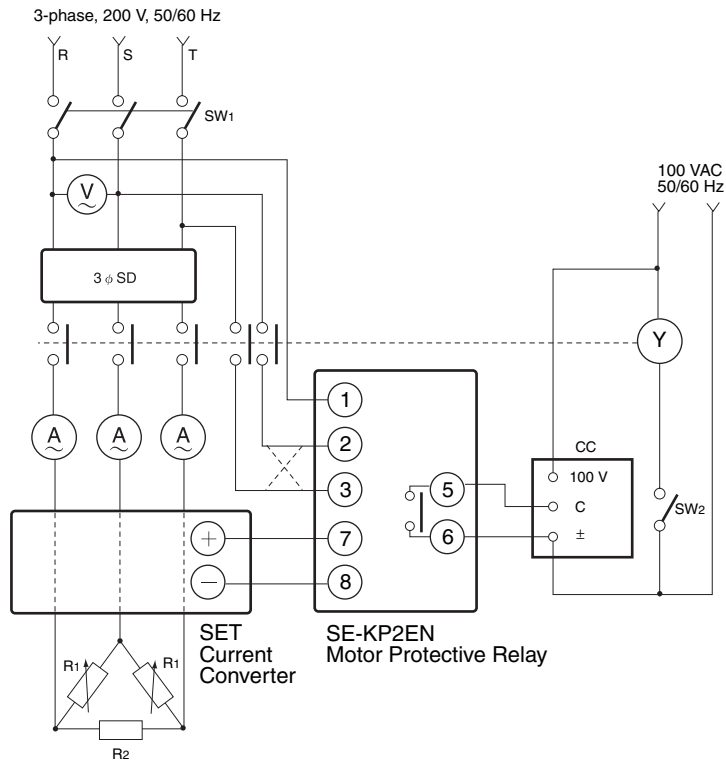 3-phase, 200 V, 50/60 Hz
R S T
SW1
100 VAC
50/60 Hz
V
3 φ SD
Y
1
A A A
2
CC
3
100 V
5
C
SW2
+ 7
6
±
− 8
SET
Current
Converter
SE-KP2EN
Motor Protective Relay
R1 R1
R2